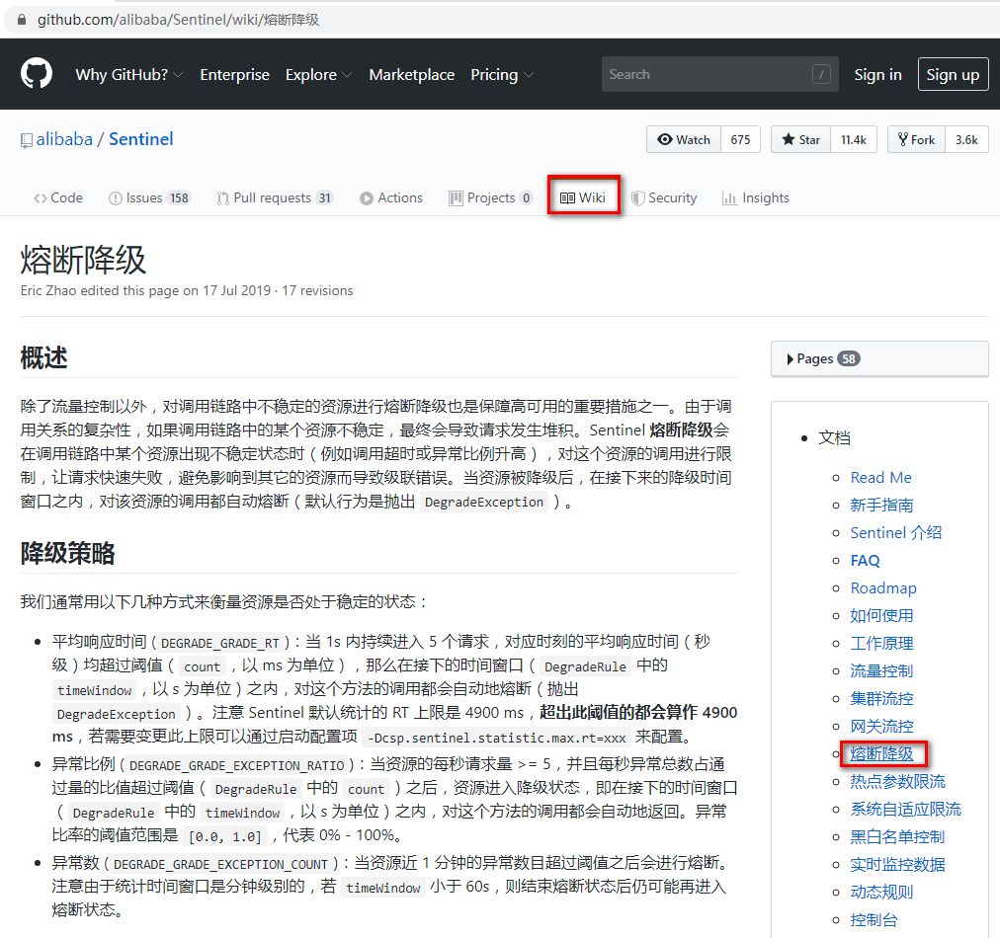 github.com/alibaba/Sentinel/wiki/熔断降级
Why GitHub? Enterprise Explore Marketplace Pricing Search / Sign in Sign up
alibaba / Sentinel Watch 675 Star 11.4k Fork 3.6k
Code Issues 158 Pull requests 31 Actions Projects 0 Wiki Security Insights
熔断降级
Eric Zhao edited this page on 17 Jul 2019 · 17 revisions
概述
除了流量控制以外，对调用链路中不稳定的资源进行熔断降级也是保障高可用的重要措施之一。由于调
用关系的复杂性，如果调用链路中的某个资源不稳定，最终会导致请求发生堆积。Sentinel 熔断降级会
在调用链路中某个资源出现不稳定状态时（例如调用超时或异常比例升高），对这个资源的调用进行限
制，让请求快速失败，避免影响到其它的资源而导致级联错误。当资源被降级后，在接下来的降级时间
窗口之内，对该资源的调用都自动熔断（默认行为是抛出 DegradeException ）。
降级策略
我们通常用以下几种方式来衡量资源是否处于稳定的状态：
平均响应时间 ( DEGRADE_GRADE_RT )：当 1s 内持续进入 5 个请求，对应时刻的平均响应时间（秒
级）均超过阈值（ count ，以 ms 为单位），那么在接下的时间窗口（ DegradeRule 中的
timeWindow ，以 s 为单位）之内，对这个方法的调用都会自动地熔断（抛出
DegradeException ）。注意 Sentinel 默认统计的 RT 上限是 4900 ms，超出此阈值的都会算作 4900
ms，若需要变更此上限可以通过启动配置项 -Dcsp.sentinel.statistic.max.rt=xxx 来配置。
异常比例 ( DEGRADE_GRADE_EXCEPTION_RATIO )：当资源的每秒请求量 >= 5，并且每秒异常总数占通
过量的比值超过阈值（ DegradeRule 中的 count ）之后，资源进入降级状态，即在接下的时间窗口
（ DegradeRule 中的 timeWindow ，以 s 为单位）之内，对这个方法的调用都会自动地返回。异常
比率的阈值范围是 [0.0, 1.0] ，代表 0% - 100%。
异常数 ( DEGRADE_GRADE_EXCEPTION_COUNT )：当资源近 1 分钟的异常数目超过阈值之后会进行熔断。
注意由于统计时间窗口是分钟级别的，若 timeWindow 小于 60s，则结束熔断状态后仍可能再进入
熔断状态。
Pages 58
文档
Read Me
新手指南
Sentinel 介绍
FAQ
Roadmap
如何使用
工作原理
流量控制
集群流控
网关流控
熔断降级
热点参数限流
系统自适应限流
黑白名单控制
实时监控数据
动态规则
控制台